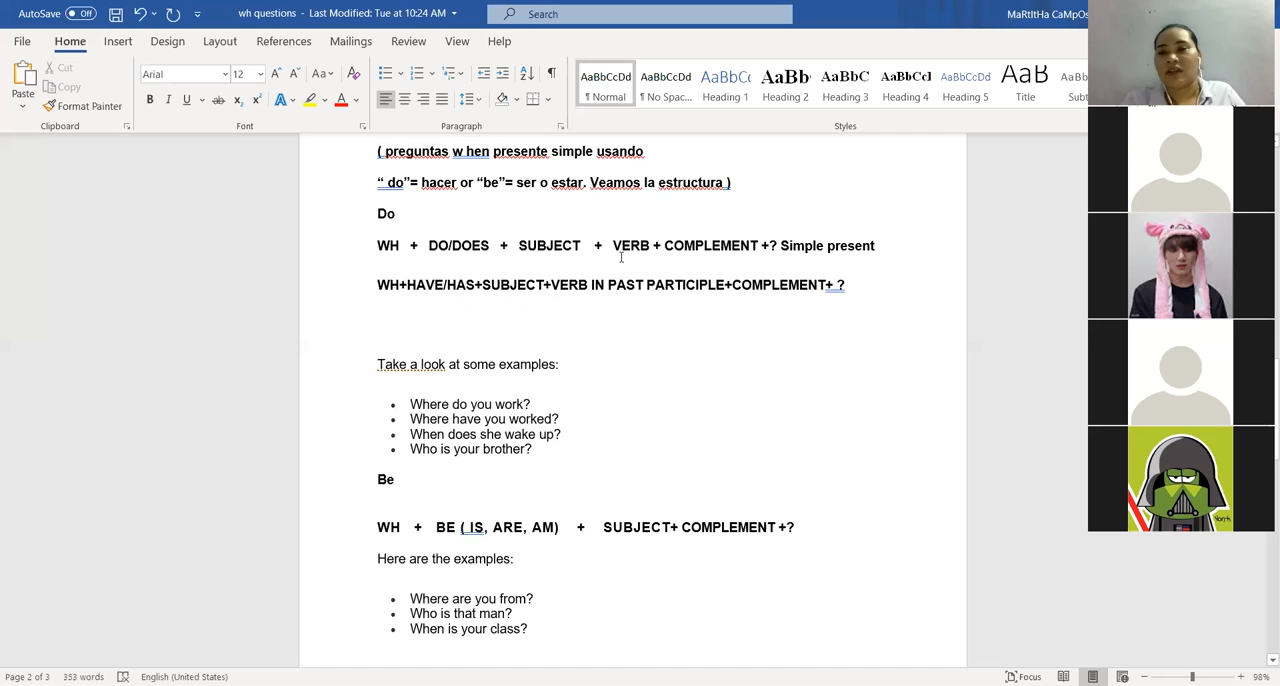 AutoSave Off wh questions - Last Modified: Tue at 10:24 AM Search MaRtItHa CaMpOs
File Home Insert Draw Design Layout References Mailings Review View Help
Paste Cut Copy Format Painter
Arial 12 Aa
AaBbCcDd AaBbCcDd AaBbCc AaBb AaBbC AaBbCcI AaBbCcDd AaB AaBb
¶ Normal ¶ No Spac... Heading 1 Heading 2 Heading 3 Heading 4 Heading 5 Title Subt
Clipboard Font Paragraph Styles
( preguntas w hen presente simple usando
“ do”= hacer or “be”= ser o estar. Veamos la estructura )
Do
WH + DO/DOES + SUBJECT + VERB + COMPLEMENT +? Simple present
WH+HAVE/HAS+SUBJECT+VERB IN PAST PARTICIPLE+COMPLEMENT+ ?
Take a look at some examples:
• Where do you work?
• Where have you worked?
• When does she wake up?
• Who is your brother?
Be
WH + BE ( IS, ARE, AM) + SUBJECT+ COMPLEMENT +?
Here are the examples:
• Where are you from?
• Who is that man?
• When is your class?
Page 2 of 3 353 words English (United States) Focus 98%